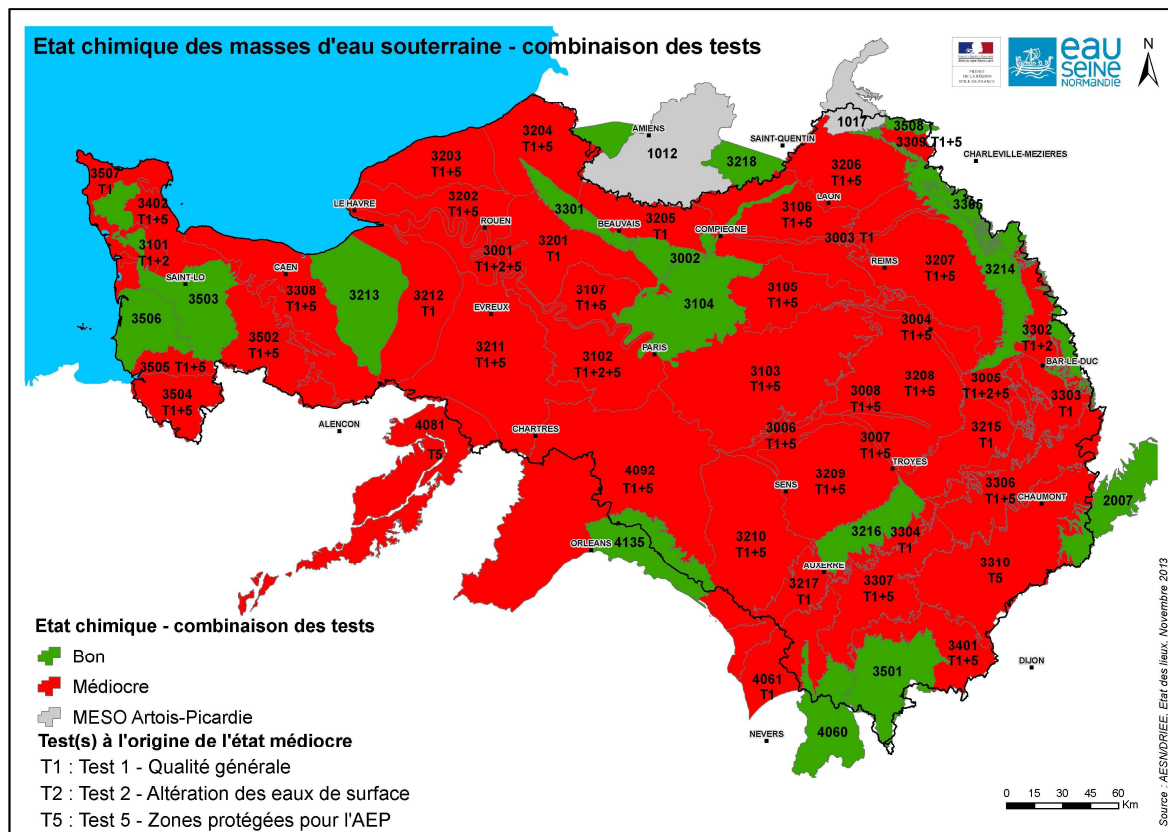 Etat chimique des masses d'eau souterraine - combinaison des tests
eau
SEINE
NORMANDIE
N
PREFET
DE LA RÉGION
D'ILE-DE-FRANCE
AMIENS
1012
SAINT-QUENTIN
3218
1017
3508
3309 T1+5
CHARLEVILLE-MEZIERES
3204
T1+5
3203
T1+5
3202
T1+5
LE HAVRE
ROUEN
3301
BEAUVAIS
3205
T1
COMPIEGNE
3206
T1+5
LAON
3106
T1+5
3003 T1
3305
3507
T1
3402
T1+5
3101
T1+2
SAINT-LO
CAEN
3308
T1+5
3213
3212
T1
3001
T1+2+5
3201
T1
3002
3107
T1+5
3104
3105
T1+5
REIMS
3207
T1+5
3214
3503
3506
3502
T1+5
EVREUX
3211
T1+5
3102
T1+2+5
PARIS
3004
T1+5
3302
T1+2
BAR-LE-DUC
3505 T1+5
3504
T1+5
3103
T1+5
3008
T1+5
3208
T1+5
3005
T1+2+5
3303
T1
ALENCON
4081
T5
CHARTRES
3006
T1+5
3007
T1+5
TROYES
3215
T1
4092
T1+5
SENS
3209
T1+5
3306
T1+5
CHAUMONT
2007
ORLEANS
4135
3210
T1+5
3216
3304
T1
AUXERRE
3217
T1
3307
T1+5
3310
T5
3401
T1+5
DIJON
3501
4061
T1
NEVERS
4060
Etat chimique - combinaison des tests
Bon
Médiocre
MESO Artois-Picardie
Test(s) à l'origine de l'état médiocre
T1 : Test 1 - Qualité générale
T2 : Test 2 - Altération des eaux de surface
T5 : Test 5 - Zones protégées pour l'AEP
0 15 30 45 60
Km
Source : AESN/DRIEE, Etat des lieux, Novembre 2013